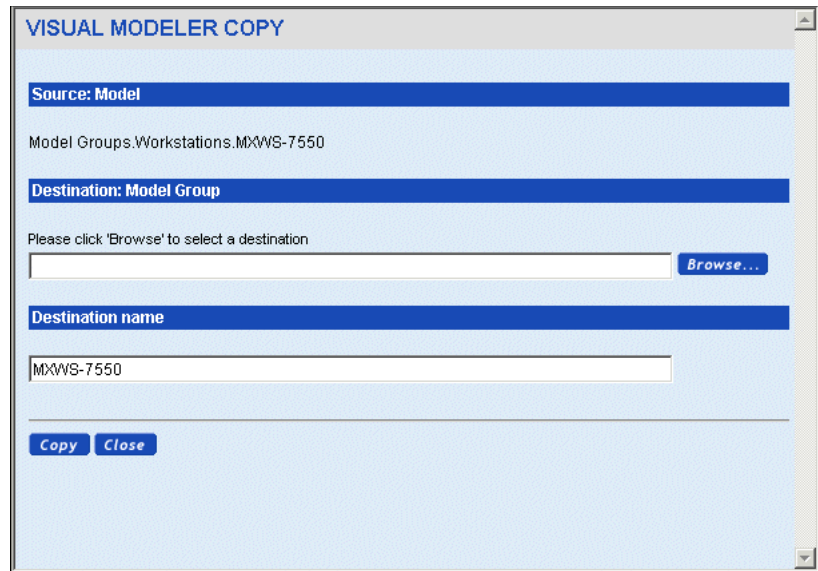 VISUAL MODELER COPY
Source: Model
Model Groups.Workstations.MXWS-7550
Destination: Model Group
Please click 'Browse' to select a destination
Browse...
Destination name
MXWS-7550
Copy Close